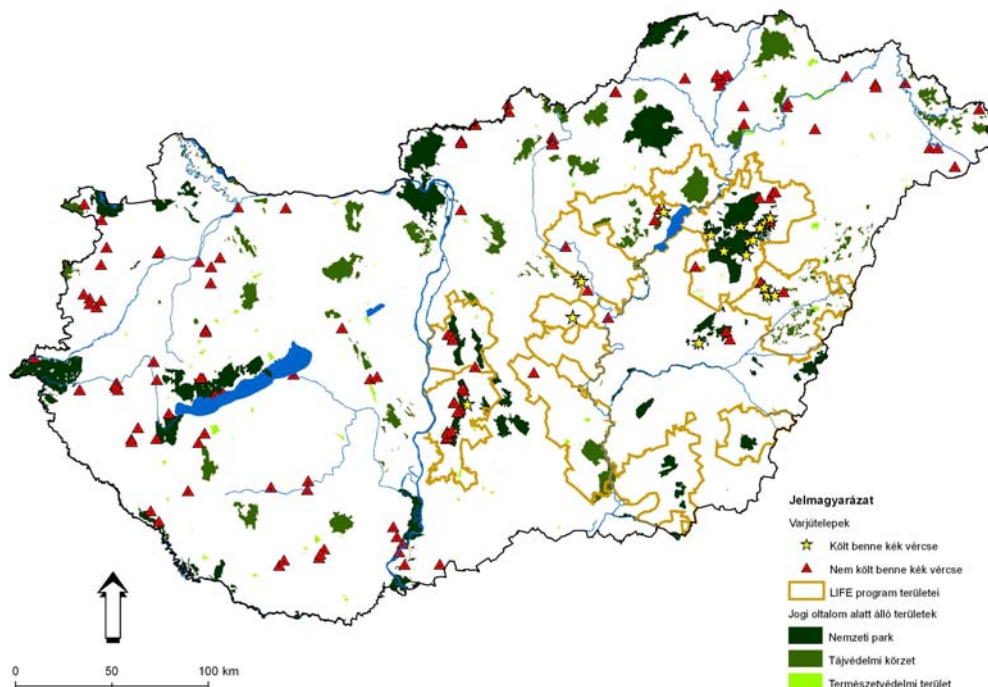 Jelmagyarázat
Varjútelepek
Költ benne kék vércse
Nem költ benne kék vércse
LIFE program területei
Jogi oltalom alatt álló területek
Nemzeti park
Tájvédelmi körzet
Természetvédelmi terület
0 50 100 km